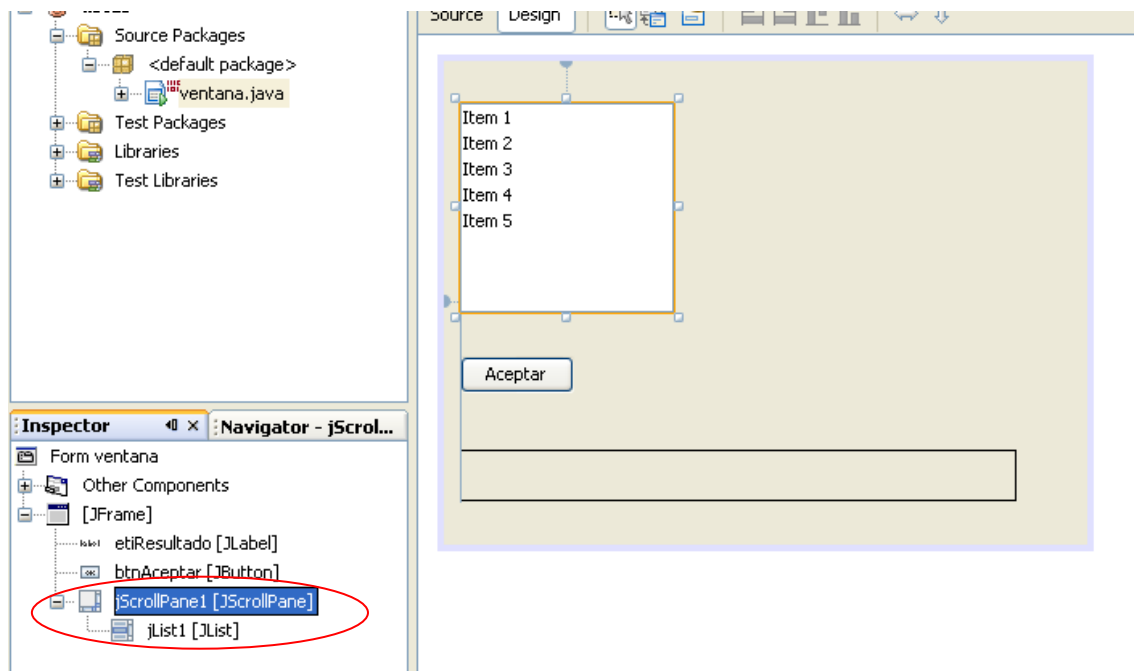 Source Packages
<default package>
ventana.java
Test Packages
Libraries
Test Libraries
Inspector
Navigator - jScrol...
Form ventana
Other Components
[JFrame]
label etiResultado [JLabel]
OK btnAceptar [JButton]
jScrollPane1 [JScrollPane]
jList1 [JList]
Source Design
Item 1
Item 2
Item 3
Item 4
Item 5
Aceptar